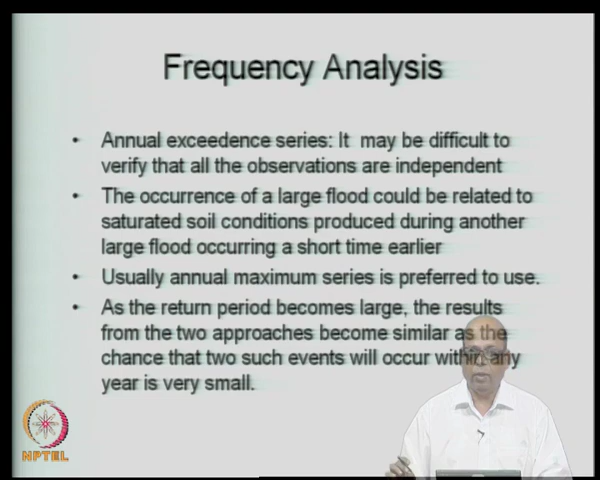 Frequency Analysis
• Annual exceedence series: It may be difficult to
verify that all the observations are independent
• The occurrence of a large flood could be related to
saturated soil conditions produced during another
large flood occurring a short time earlier
• Usually annual maximum series is preferred to use.
• As the return period becomes large, the results
from the two approaches become similar as the
chance that two such events will occur within any
year is very small.
NPTEL